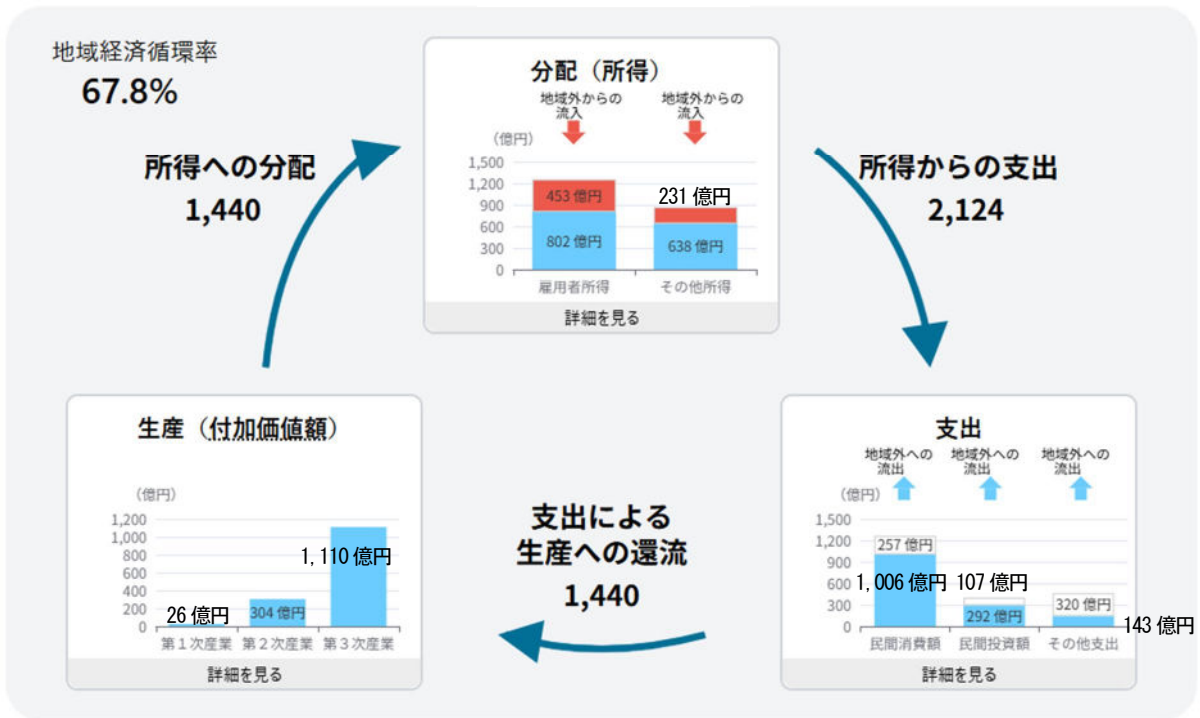 地域経済循環率
67.8%
所得への分配
1,440
分配（所得）
地域外からの
流入
地域外からの
流入
（億円）
1,500
1,200
900
600
300
0
453 億円
802 億円
231 億円
638 億円
雇用者所得
その他所得
詳細を見る
所得からの支出
2,124
生産（付加価値額）
（億円）
1,200
1,000
800
600
400
200
0
26 億円
304 億円
1,110 億円
第１次産業
第２次産業
第３次産業
詳細を見る
支出による
生産への還流
1,440
支出
地域外への
流出
地域外への
流出
地域外への
流出
（億円）
1,500
1,200
900
600
300
0
257 億円
1,006 億円
107 億円
292 億円
320 億円
143 億円
民間消費額
民間投資額
その他支出
詳細を見る